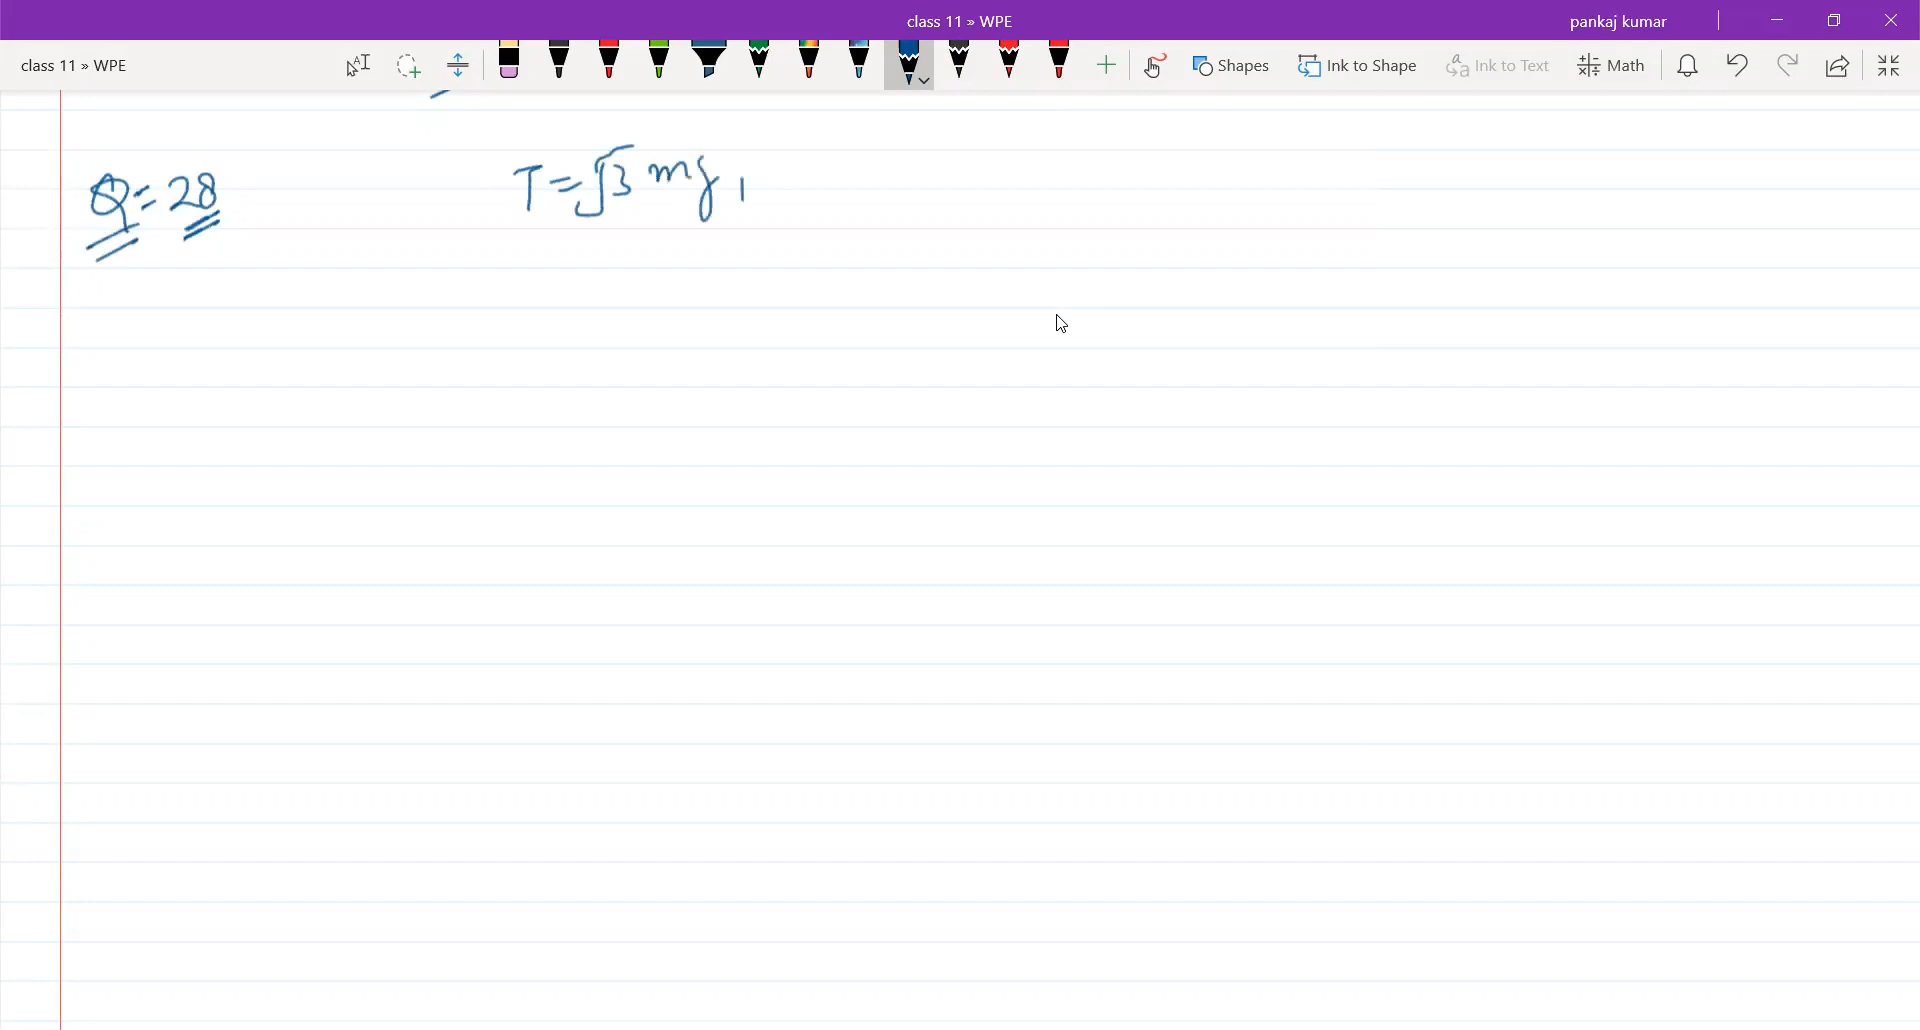 class 11 » WPE
pankaj kumar
class 11 » WPE
Shapes
Ink to Shape
Ink to Text
Math
Q = 28
T = √3 mg,